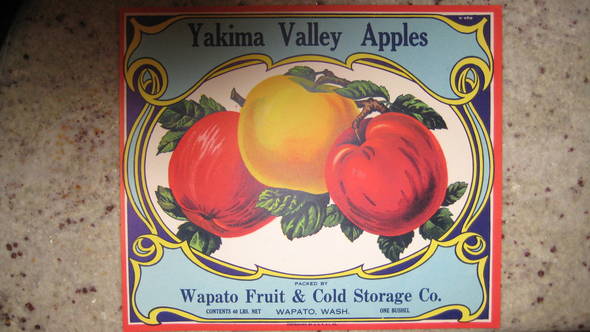 Yakima Valley Apples
PACKED BY
Wapato Fruit & Cold Storage Co.
CONTENTS 40 LBS. NET WAPATO, WASH. ONE BUSHEL